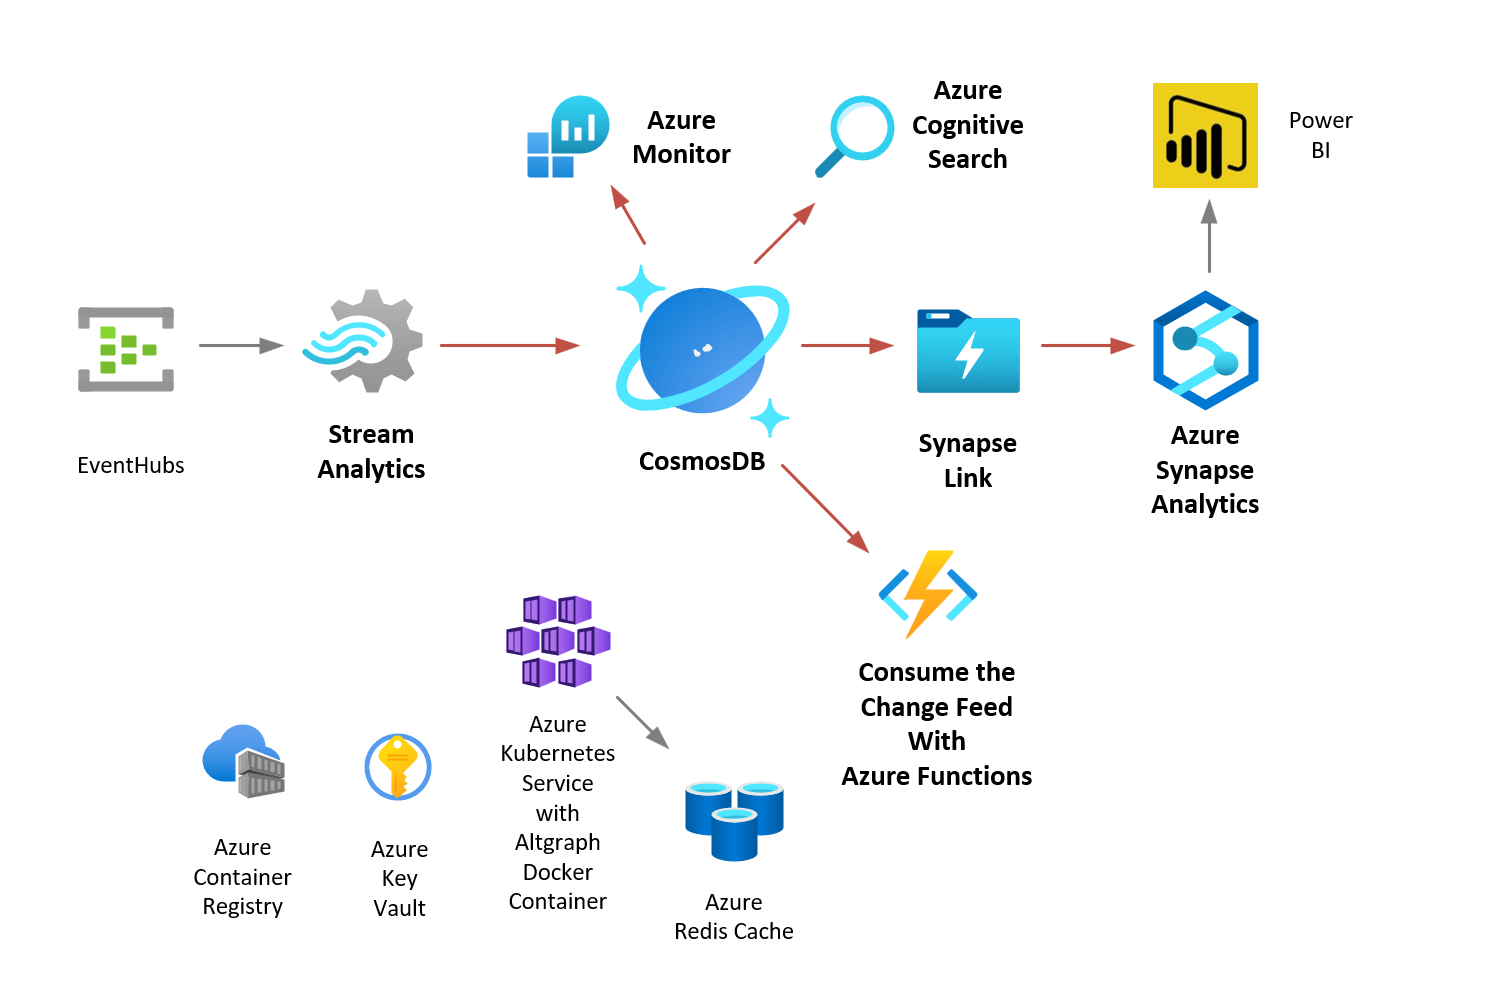 Azure
Monitor
Azure
Cognitive
Search
Power
BI
EventHubs
Stream
Analytics
CosmosDB
Synapse
Link
Azure
Synapse
Analytics
Consume the
Change Feed
With
Azure Functions
Azure
Container
Registry
Azure
Key
Vault
Azure
Kubernetes
Service
with
Altgraph
Docker
Container
Azure
Redis Cache